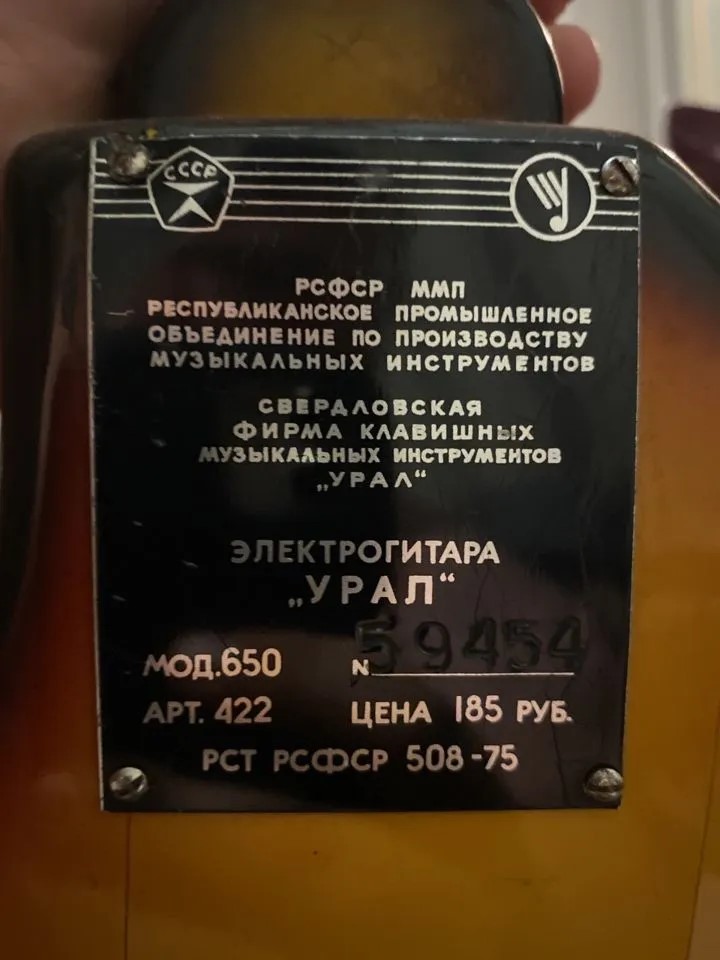 СССР
РСФСР ММП
РЕСПУБЛИКАНСКОЕ ПРОМЫШЛЕННОЕ
ОБЪЕДИНЕНИЕ ПО ПРОИЗВОДСТВУ
МУЗЫКАЛЬНЫХ ИНСТРУМЕНТОВ
СВЕРДЛОВСКАЯ
ФИРМА КЛАВИШНЫХ
МУЗЫКАЛЬНЫХ ИНСТРУМЕНТОВ
„УРАЛ“
ЭЛЕКТРОГИТАРА
„УРАЛ“
МОД.650 N 59454
АРТ. 422 ЦЕНА 185 РУБ.
РСТ РСФСР 508-75